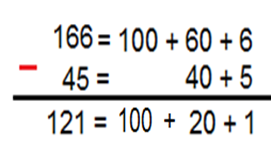 166 = 100 + 60 + 6
- 45 = 40 + 5
121 = 100 + 20 + 1